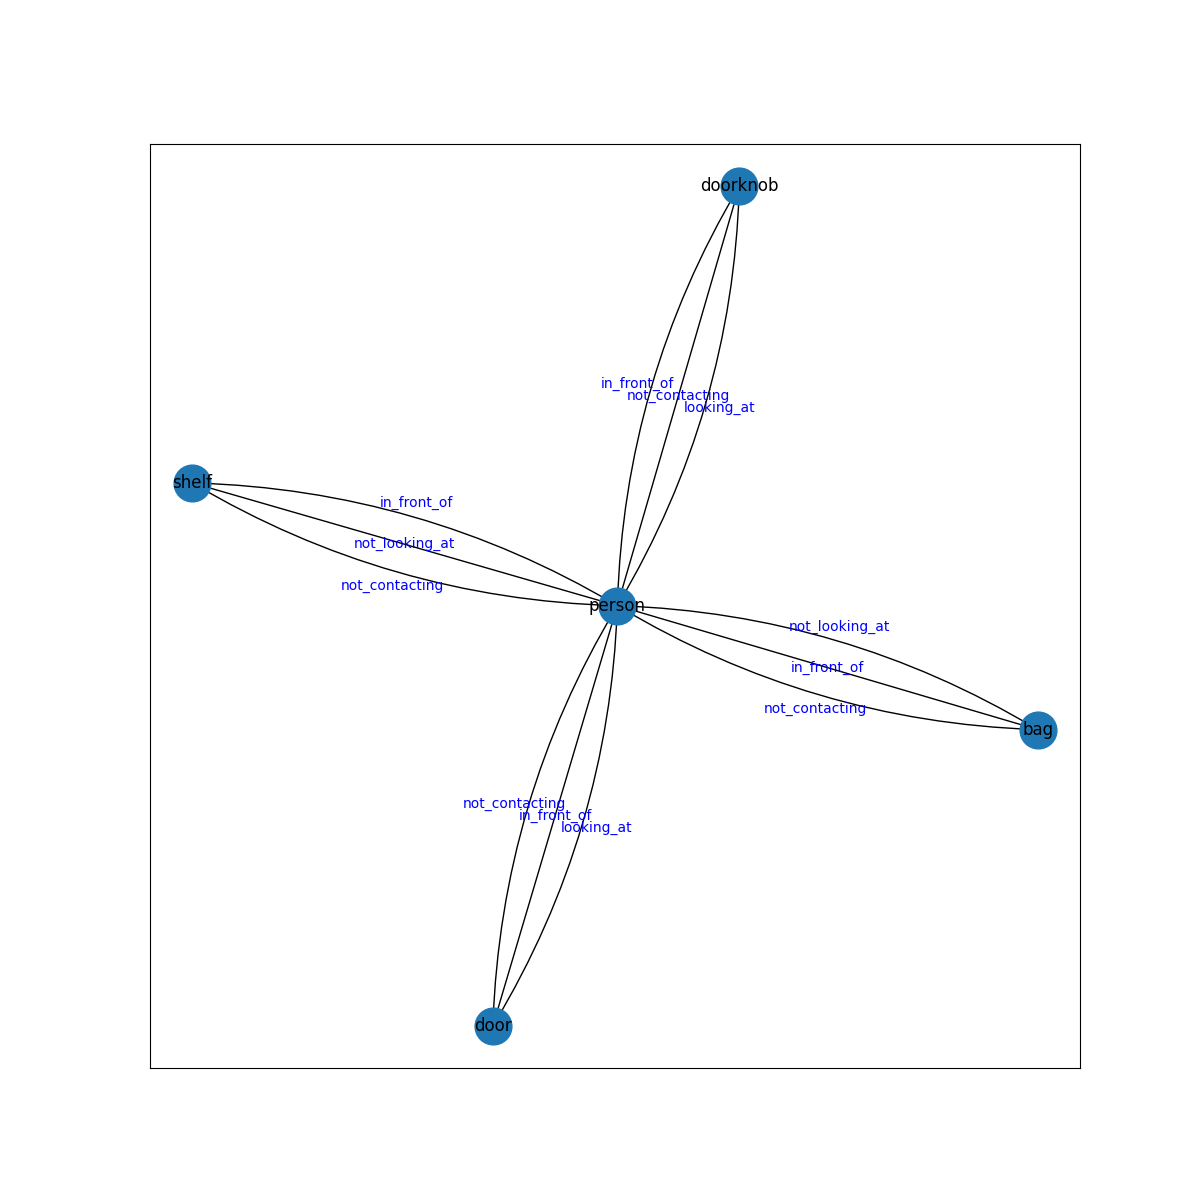 doorknob
in_front_of
not_contacting
looking_at
shelf
in_front_of
not_looking_at
not_contacting
person
not_looking_at
in_front_of
not_contacting
bag
not_contacting
in_front_of
looking_at
door